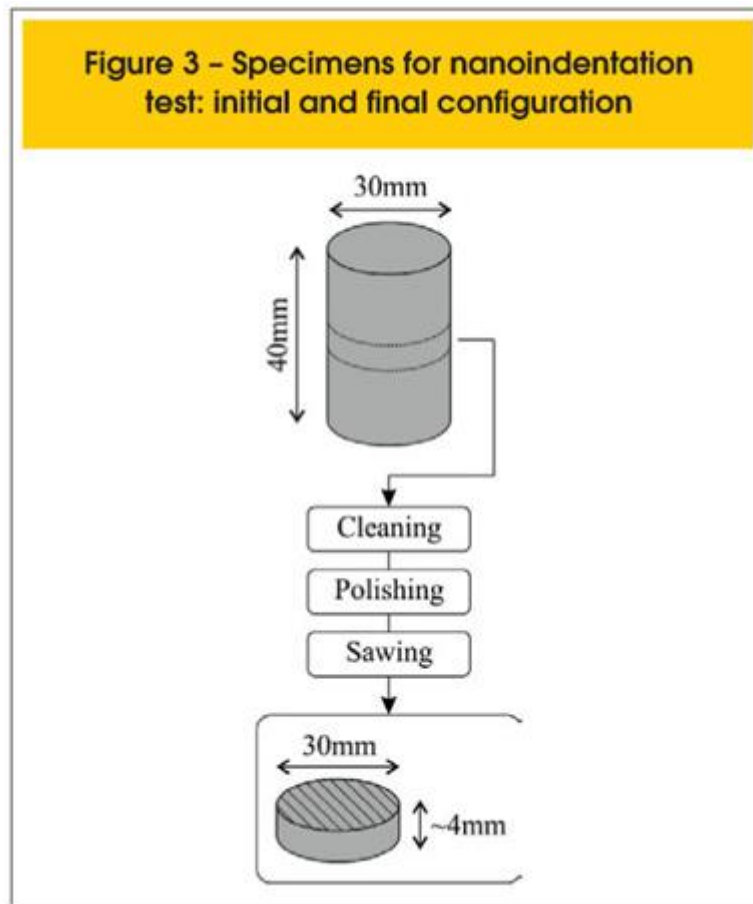 Figure 3 – Specimens for nanoindentation
test: initial and final configuration
30mm
40mm
Cleaning
Polishing
Sawing
30mm
~4mm